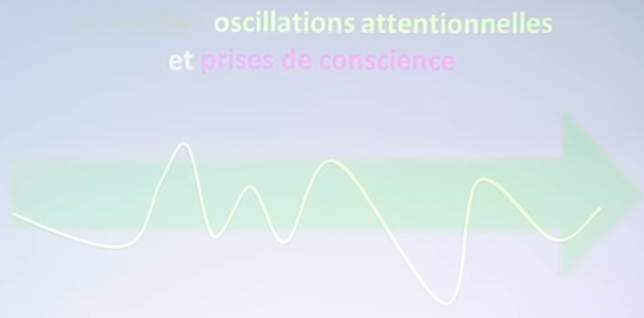 oscillations attentionnelles
et prises de conscience